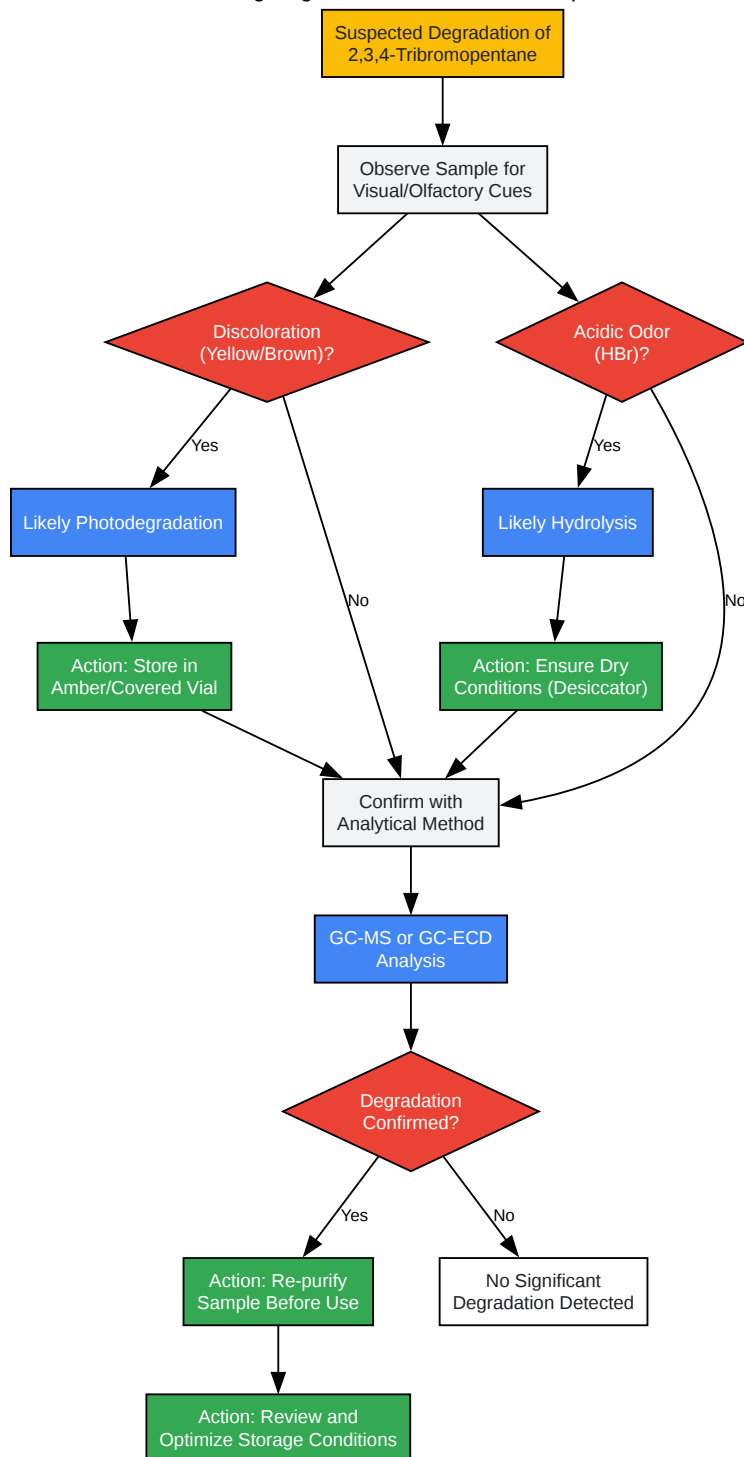 Suspected Degradation of
2,3,4-Tribromopentane
Observe Sample for
Visual/Olfactory Cues
Discoloration
(Yellow/Brown)?
Acidic Odor
(HBr)?
Yes
Yes
Likely Photodegradation
Likely Hydrolysis
No
No
Action: Store in
Amber/Covered Vial
Action: Ensure Dry
Conditions (Desiccator)
Confirm with
Analytical Method
GC-MS or GC-ECD
Analysis
Degradation
Confirmed?
Yes
No
Action: Re-purify
Sample Before Use
No Significant
Degradation Detected
Action: Review and
Optimize Storage Conditions